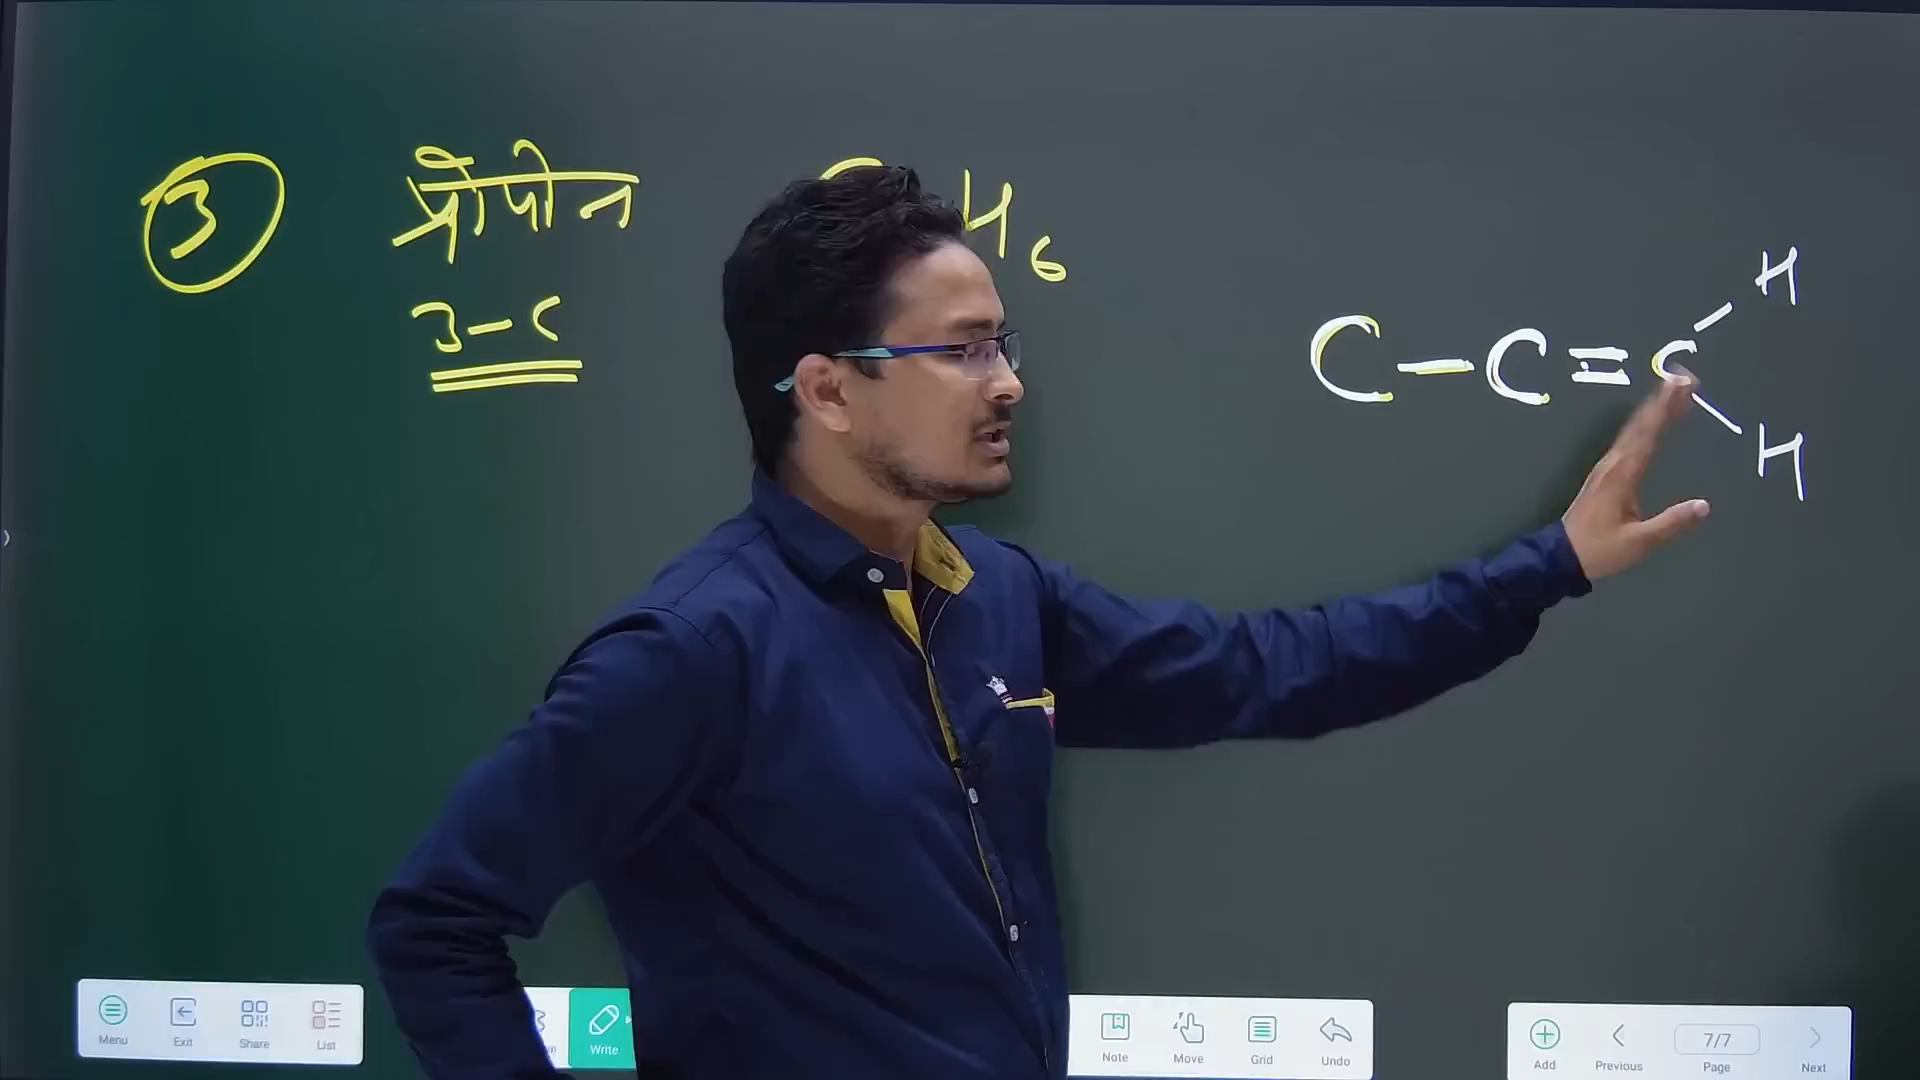 3 प्रोपीन C H6
3-C
H
C-C=C
H
Menu Exit Share List Write Note Move Grid Undo Add Previous 7/7 Page Next